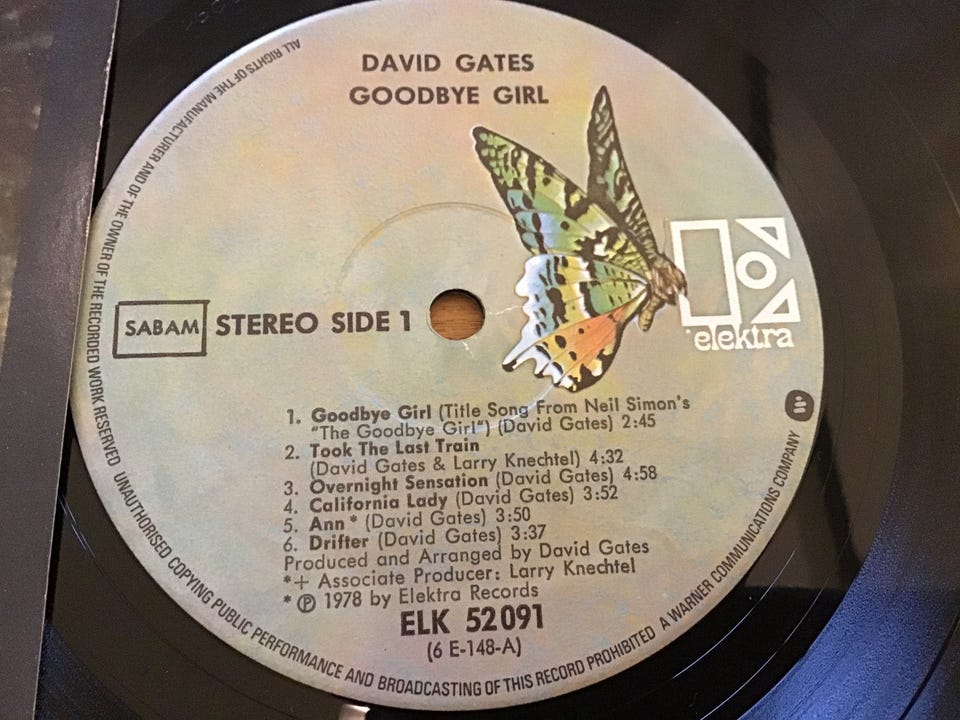 DAVID GATES
GOODBYE GIRL
elektra
SABAM
STEREO SIDE 1
1. Goodbye Girl (Title Song From Neil Simon's
"The Goodbye Girl") (David Gates) 2:45
2. Took The Last Train
(David Gates & Larry Knechtel) 4:32
3. Overnight Sensation (David Gates) 4:58
4. California Lady (David Gates) 3:52
5. Ann * (David Gates) 3:50
6. Drifter (David Gates) 3:37
Produced and Arranged by David Gates
*+ Associate Producer: Larry Knechtel
* ℗ 1978 by Elektra Records
ELK 52091
(6 E-148-A)
ALL RIGHTS OF THE MANUFACTURER AND OF THE OWNER OF THE RECORDED WORK RESERVED UNAUTHORISED COPYING PUBLIC PERFORMANCE AND BROADCASTING OF THIS RECORD PROHIBITED A WARNER COMMUNICATIONS COMPANY